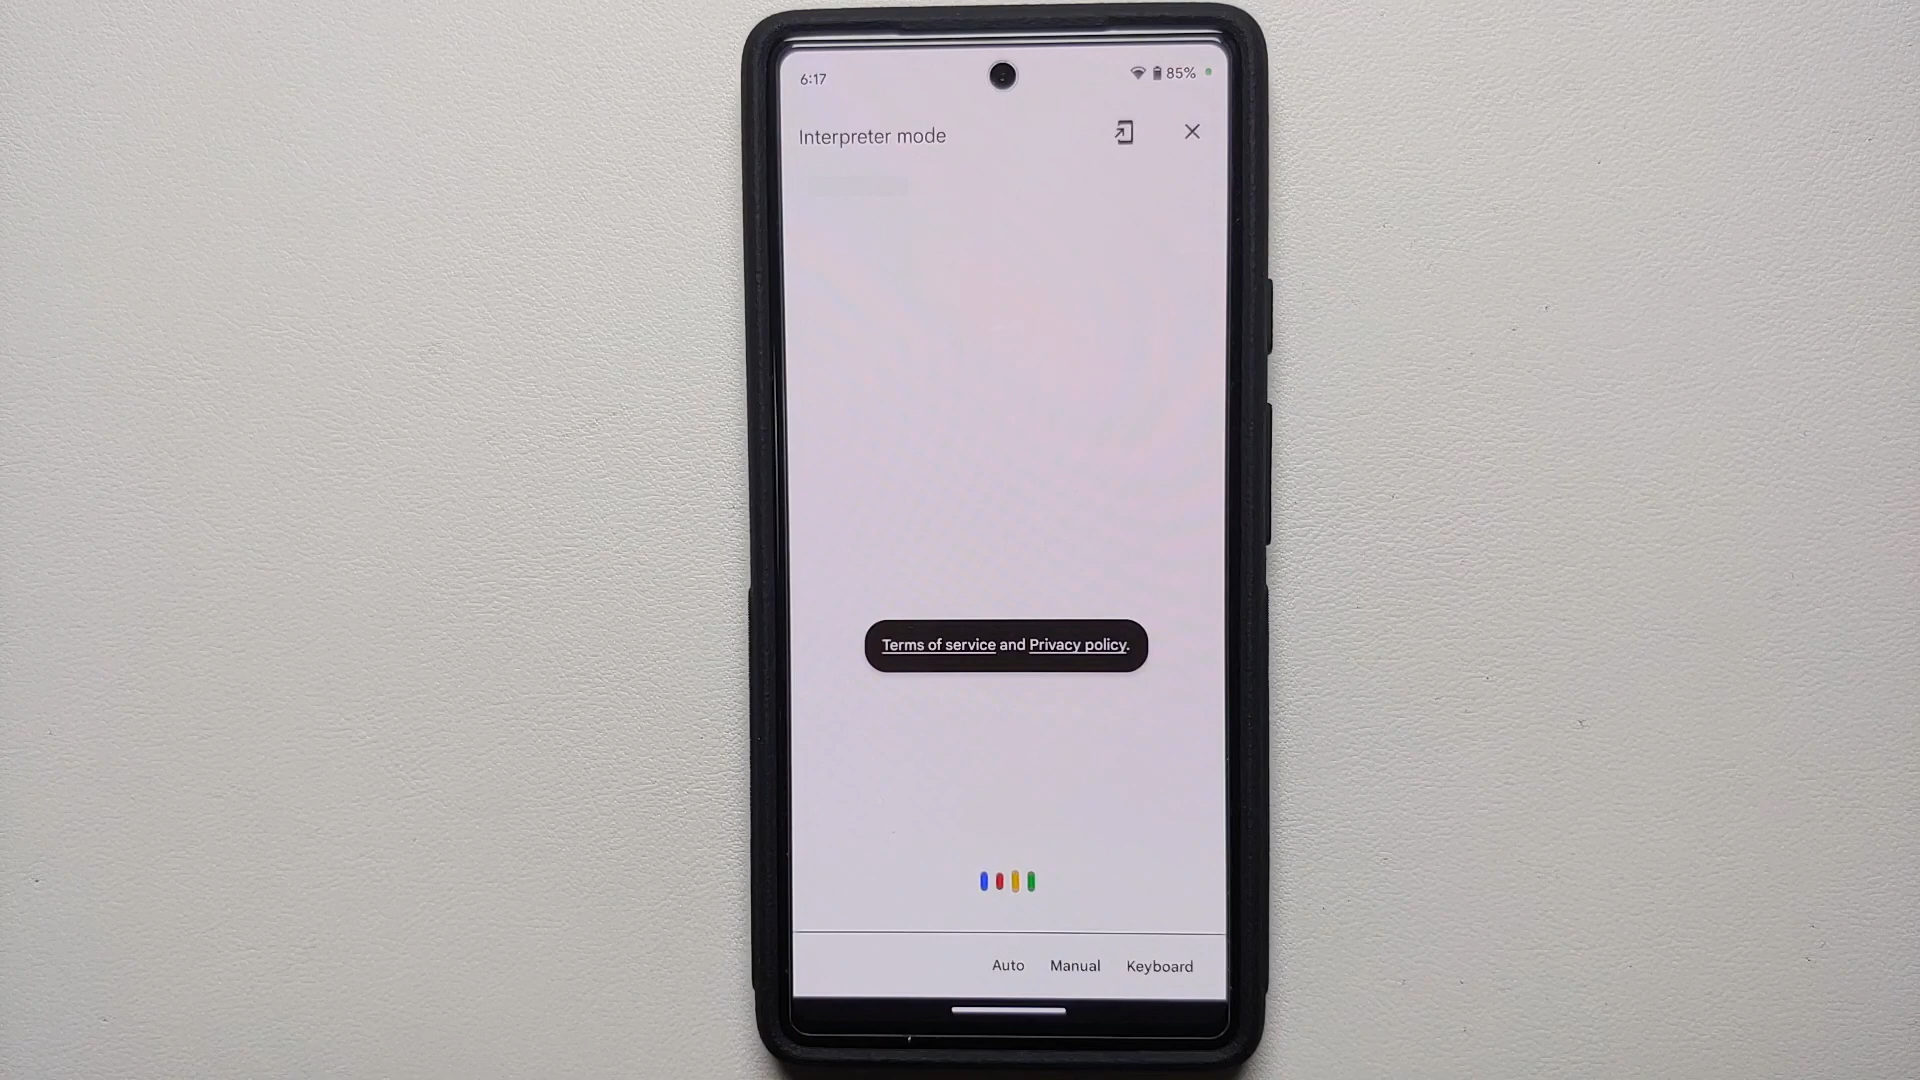 6:17
85%
Interpreter mode
Terms of service and Privacy policy.
Auto Manual Keyboard